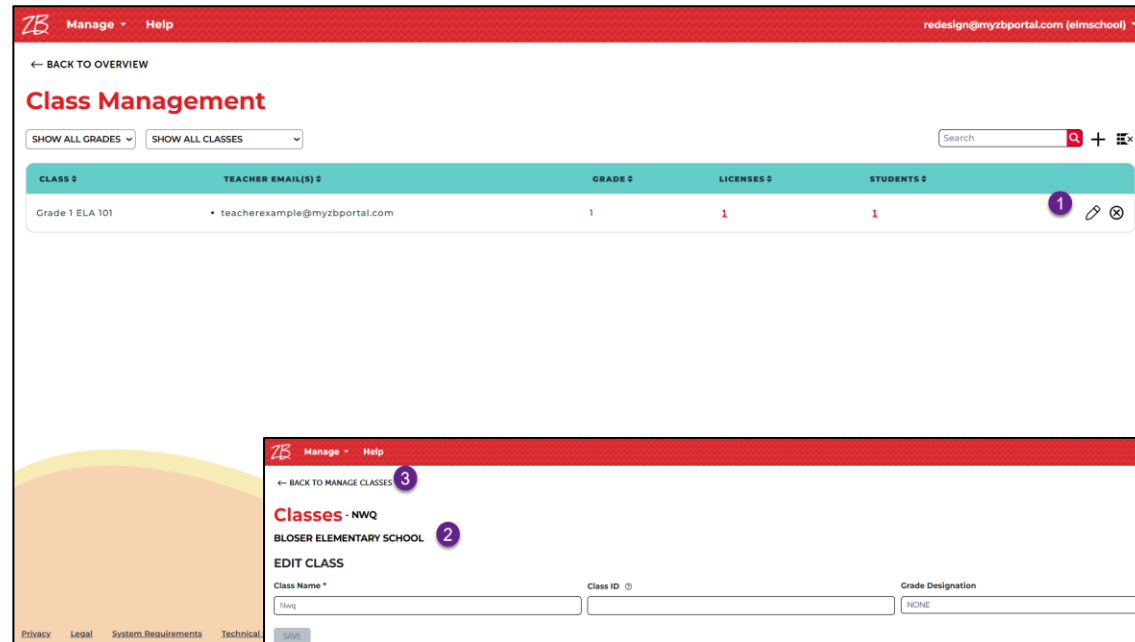 ZB Manage Help redesign@myzbportal.com (elmschool)
← BACK TO OVERVIEW
Class Management
SHOW ALL GRADES SHOW ALL CLASSES Search
CLASS TEACHER EMAIL(S) GRADE LICENSES STUDENTS
Grade 1 ELA 101 • teacherexample@myzbportal.com 1 1 1 1
ZB Manage Help
← BACK TO MANAGE CLASSES 3
Classes - NWQ
BLOSER ELEMENTARY SCHOOL 2
EDIT CLASS
Class Name * Class ID Grade Designation
Nwq NONE
SAVE
Privacy Legal System Requirements Technical